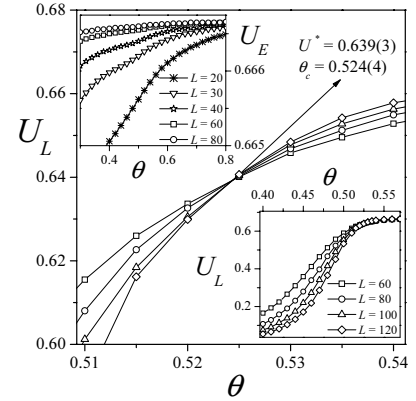 0.68
0.66
0.64
0.62
0.60
U_L
0.51
0.52
0.53
0.54
θ
U* = 0.639(3)
θ_c = 0.524(4)
U_E
0.666
0.665
L = 20
L = 30
L = 40
L = 60
L = 80
0.4
0.6
0.8
θ
θ
0.40
0.45
0.50
0.55
U_L
0.6
0.4
0.2
L = 60
L = 80
L = 100
L = 120